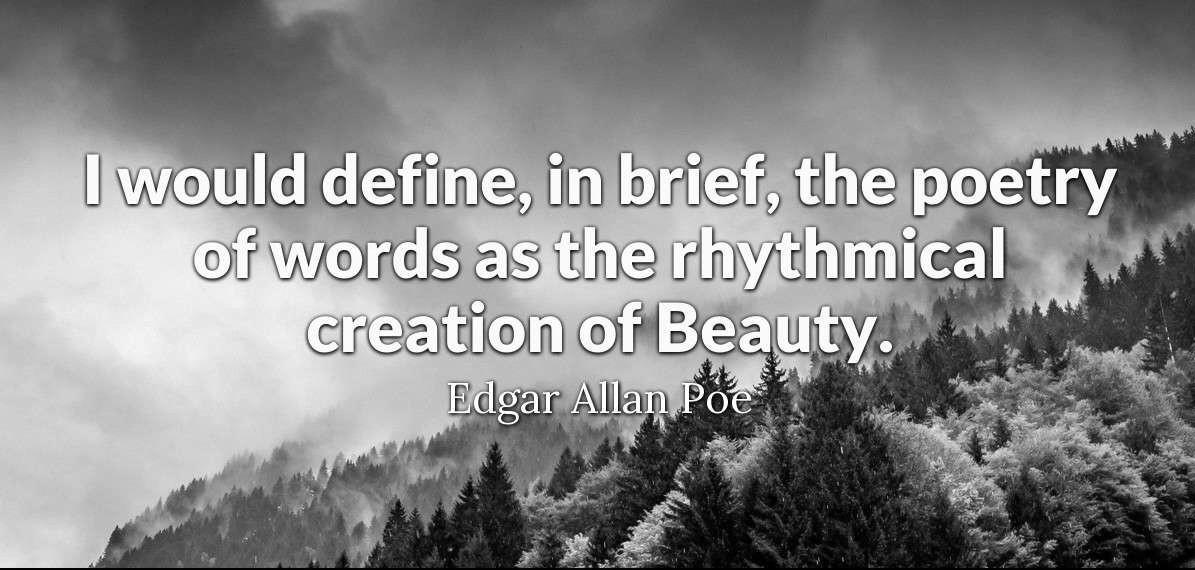 I would define, in brief, the poetry
of words as the rhythmical
creation of Beauty.
Edgar Allan Poe